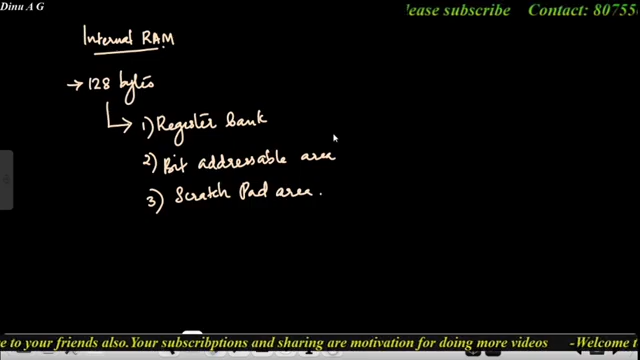 Dinu A G
lease subscribe Contact: 80755
Internal RAM
→ 128 bytes
1) Register bank
2) Bit addressable area
3) Scratch Pad area.
e to your friends also.Your subscribptions and sharing are motivation for doing more videos -Welcome t